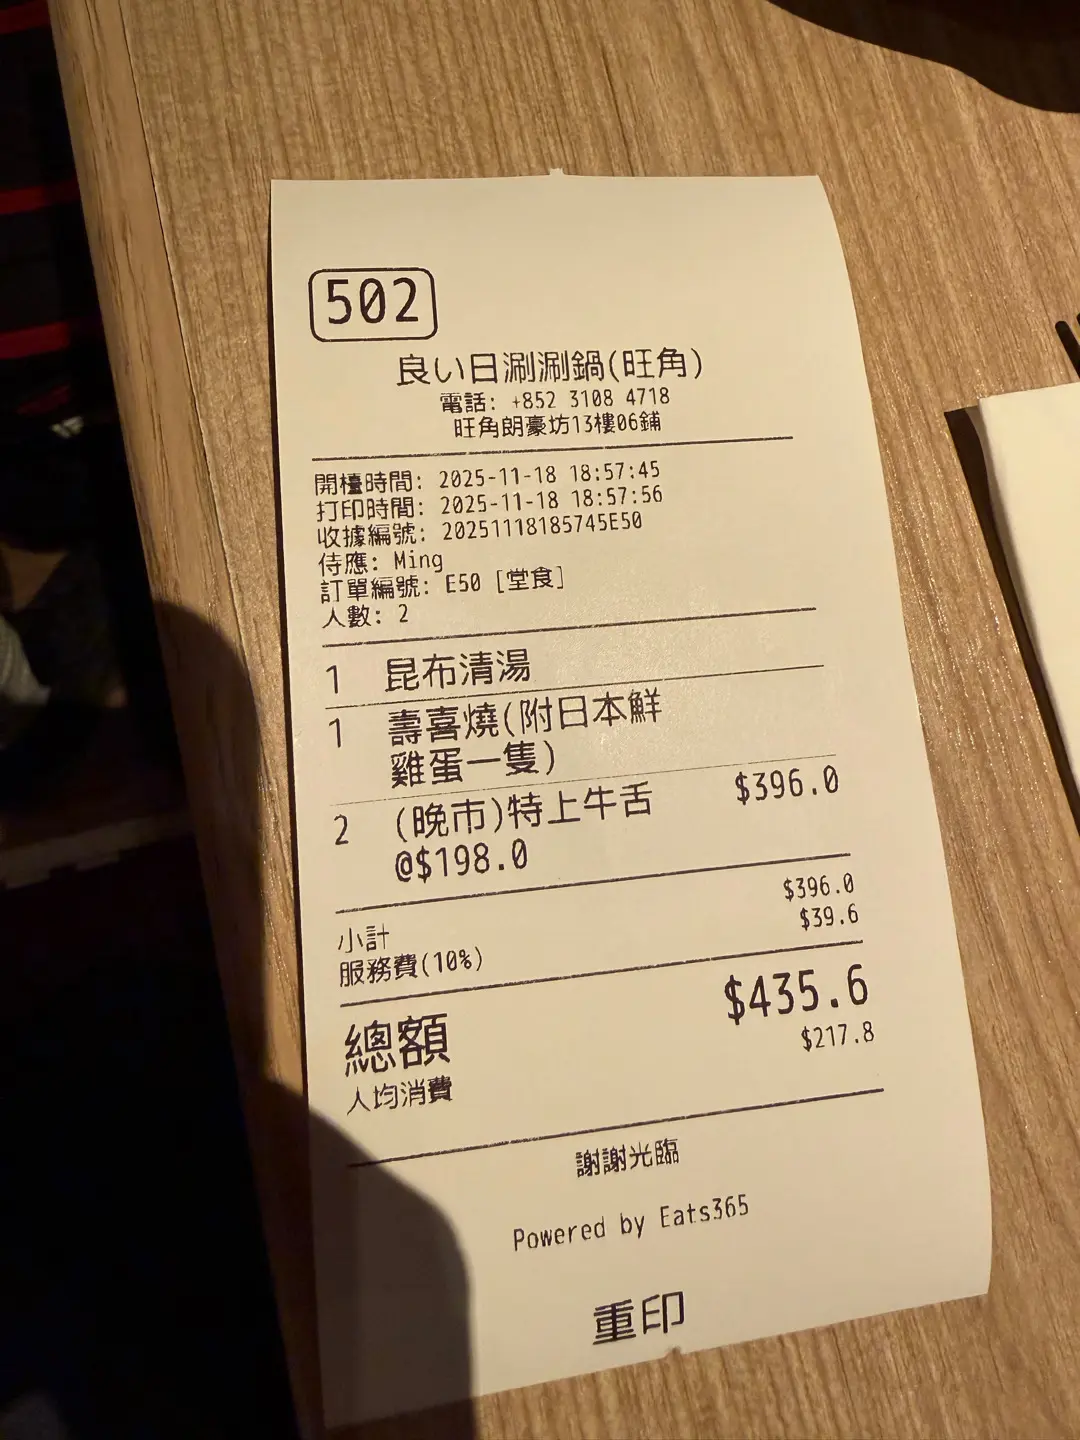 502
良い日涮涮鍋(旺角)
電話: +852 3108 4718
旺角朗豪坊13樓06鋪
開檯時間: 2025-11-18 18:57:45
打印時間: 2025-11-18 18:57:56
收據編號: 20251118185745E50
侍應: Ming
訂單編號: E50 [堂食]
人數: 2
1 昆布清湯
1 壽喜燒(附日本鮮
雞蛋一隻)
2 (晚市)特上牛舌 $396.0
@$198.0
小計 $396.0
服務費(10%) $39.6
總額 $435.6
人均消費 $217.8
謝謝光臨
Powered by Eats365
重印